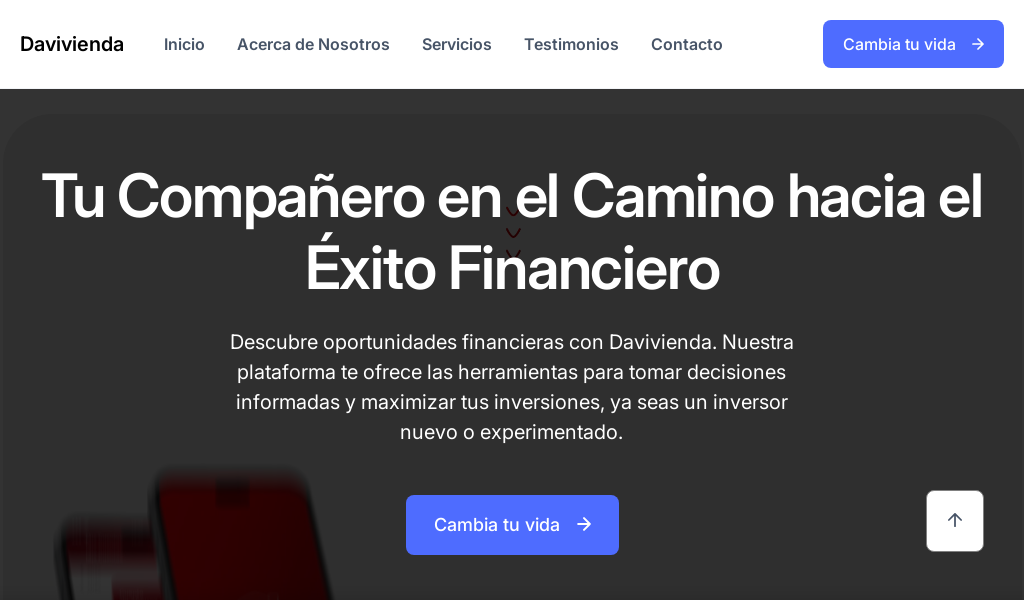 Davivienda
Inicio
Acerca de Nosotros
Servicios
Testimonios
Contacto
Cambia tu vida
Tu Compañero en el Camino hacia el
Éxito Financiero
Descubre oportunidades financieras con Davivienda. Nuestra
plataforma te ofrece las herramientas para tomar decisiones
informadas y maximizar tus inversiones, ya seas un inversor
nuevo o experimentado.
Cambia tu vida